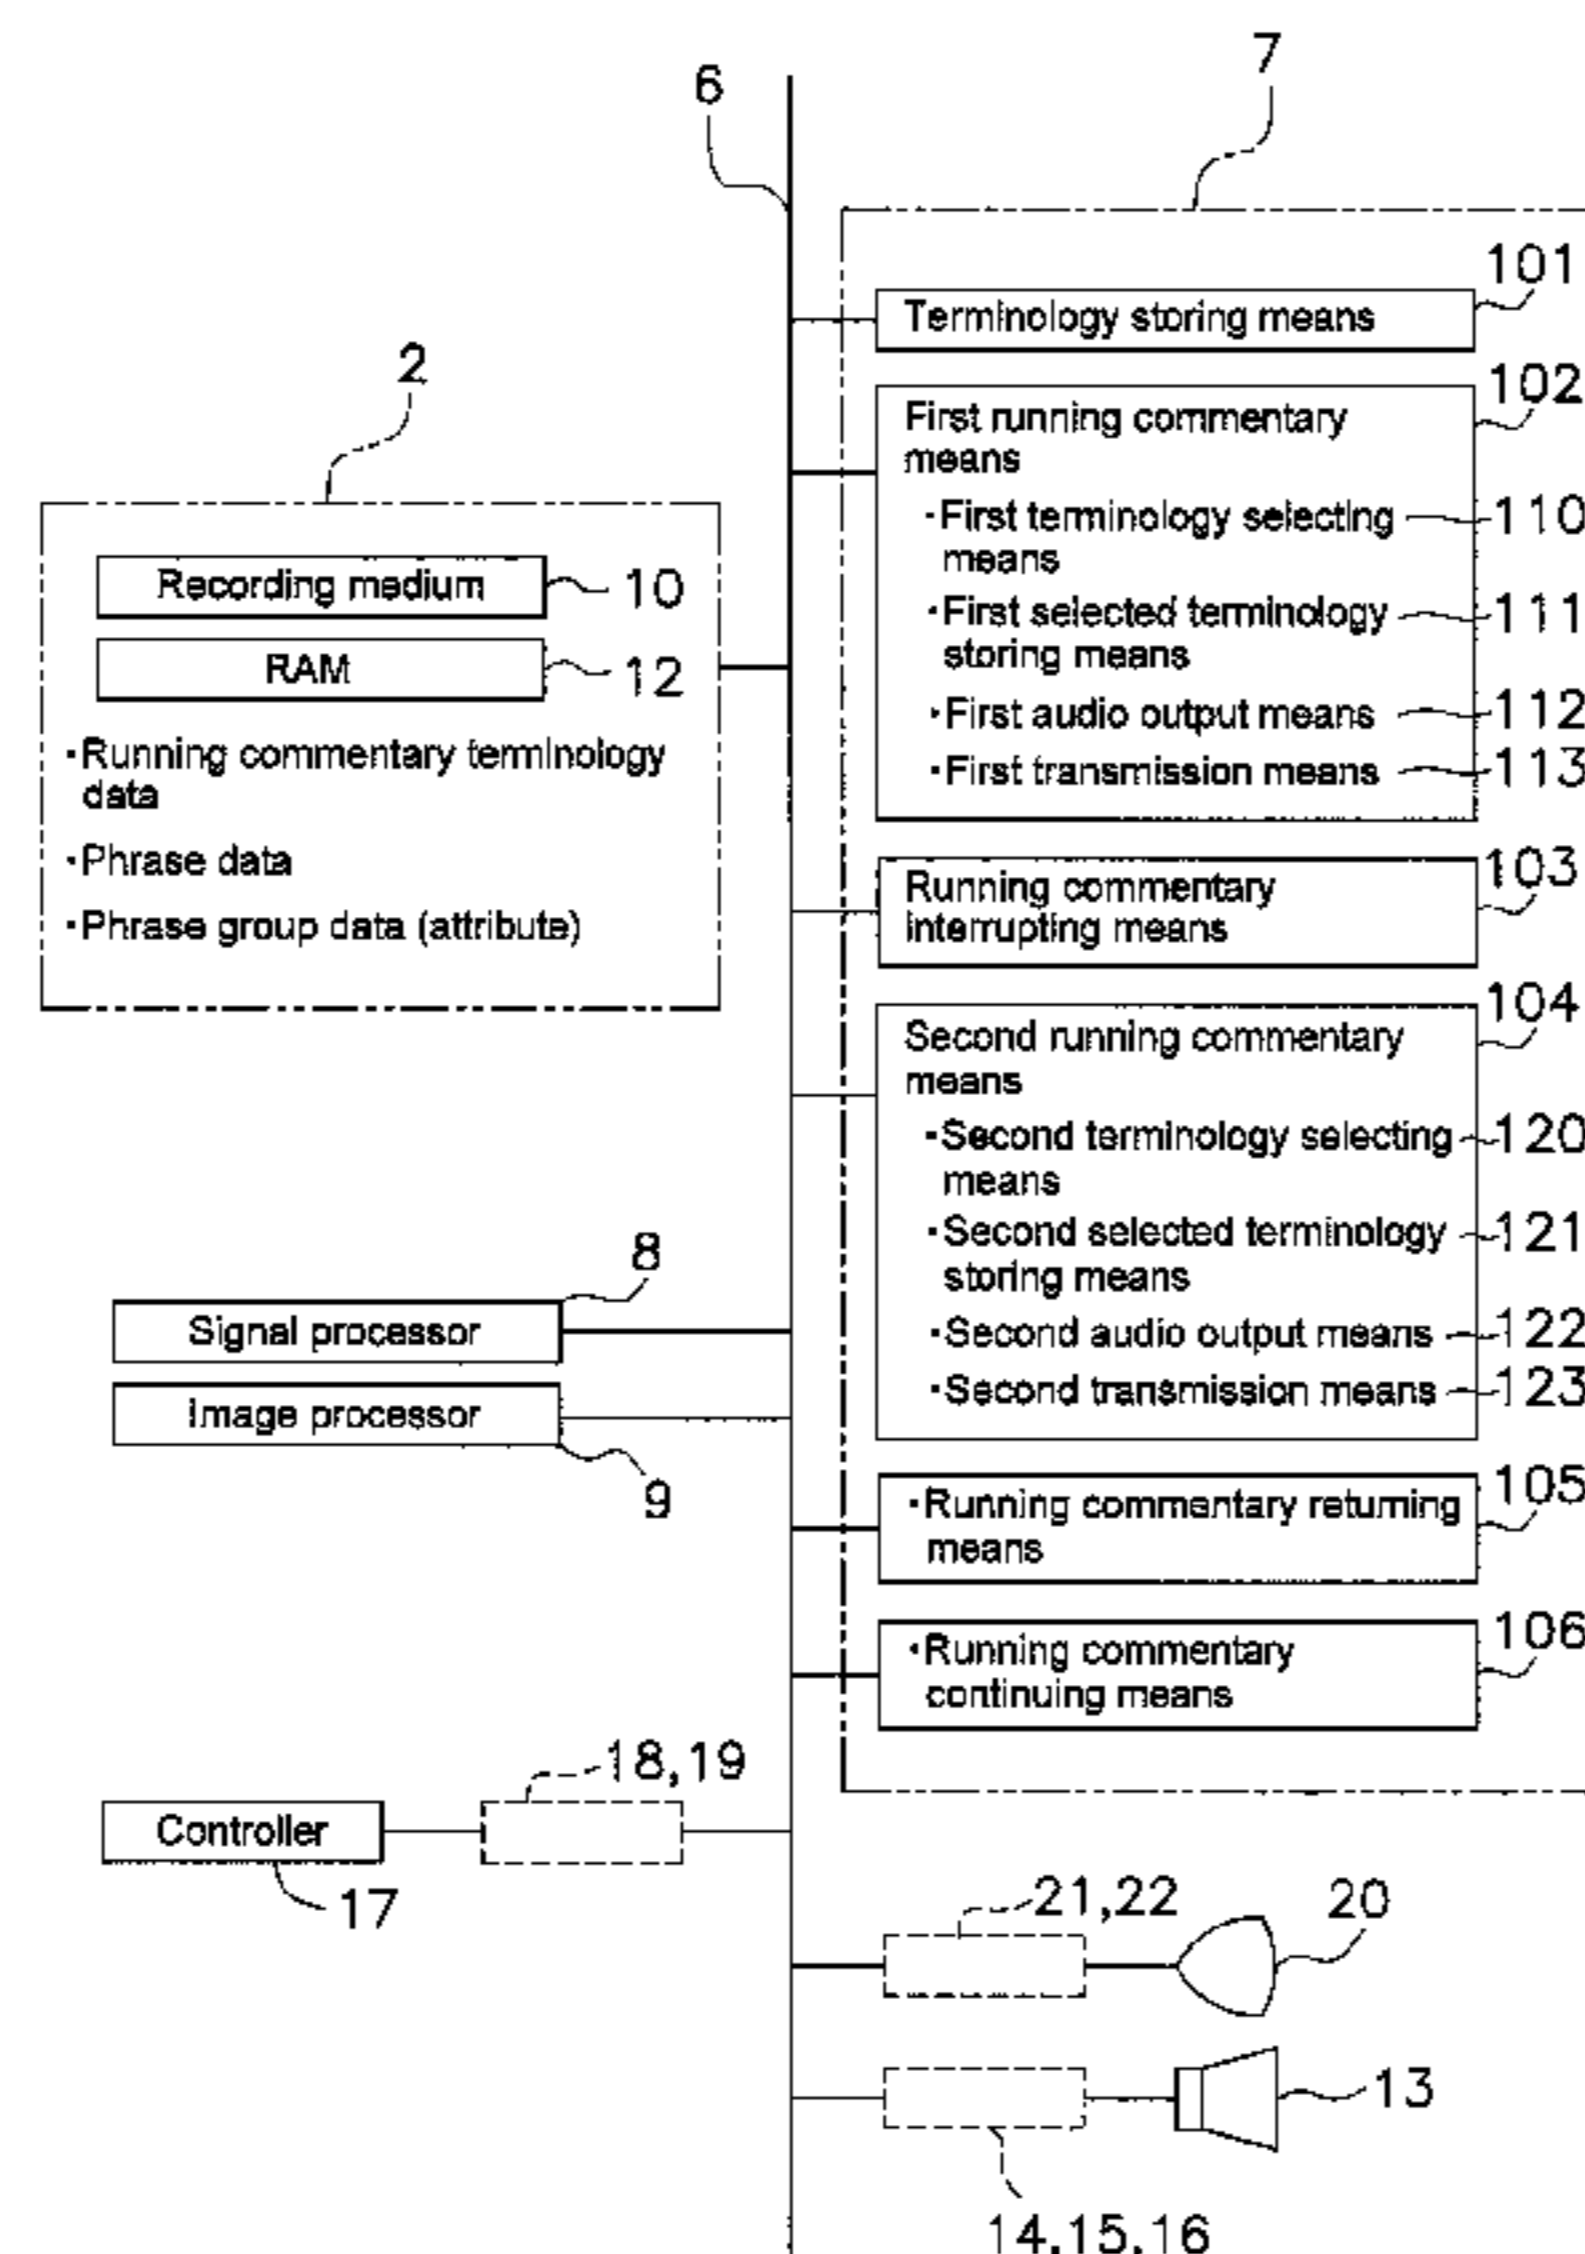 7
6
101
Terminology storing means
2
102
First running commentary
means
·First terminology selecting 110
means
·First selected terminology 111
storing means
·First audio output means 112
·First transmission means 113
Recording medium 10
RAM 12
·Running commentary terminology
data
·Phrase data
·Phrase group data (attribute)
103
Running commentary
interrupting means
104
Second running commentary
means
·Second terminology selecting 120
means
·Second selected terminology 121
storing means
·Second audio output means 122
·Second transmission means 123
8
Signal processor
Image processor
9
105
·Running commentary returning
means
106
·Running commentary
continuing means
18,19
Controller
17
21,22
20
13
14,15,16